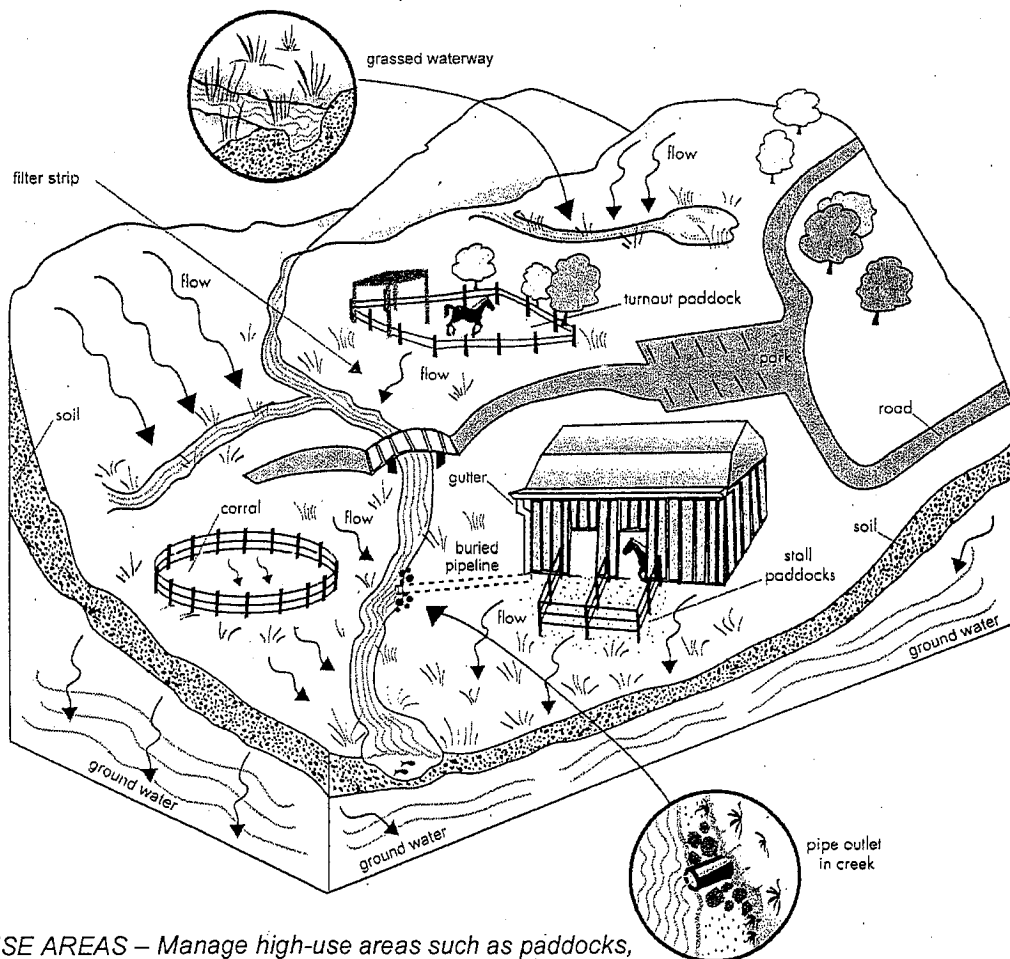 grassed waterway
filter strip
flow
flow
turnaut paddock
flow
park
soil
road
gutter
corral
flow
buried
pipeline
soil
stall
paddocks
flow
ground water
ground water
ground water
pipe outlet
in creek
SE AREAS – Manage high-use areas such as paddocks,